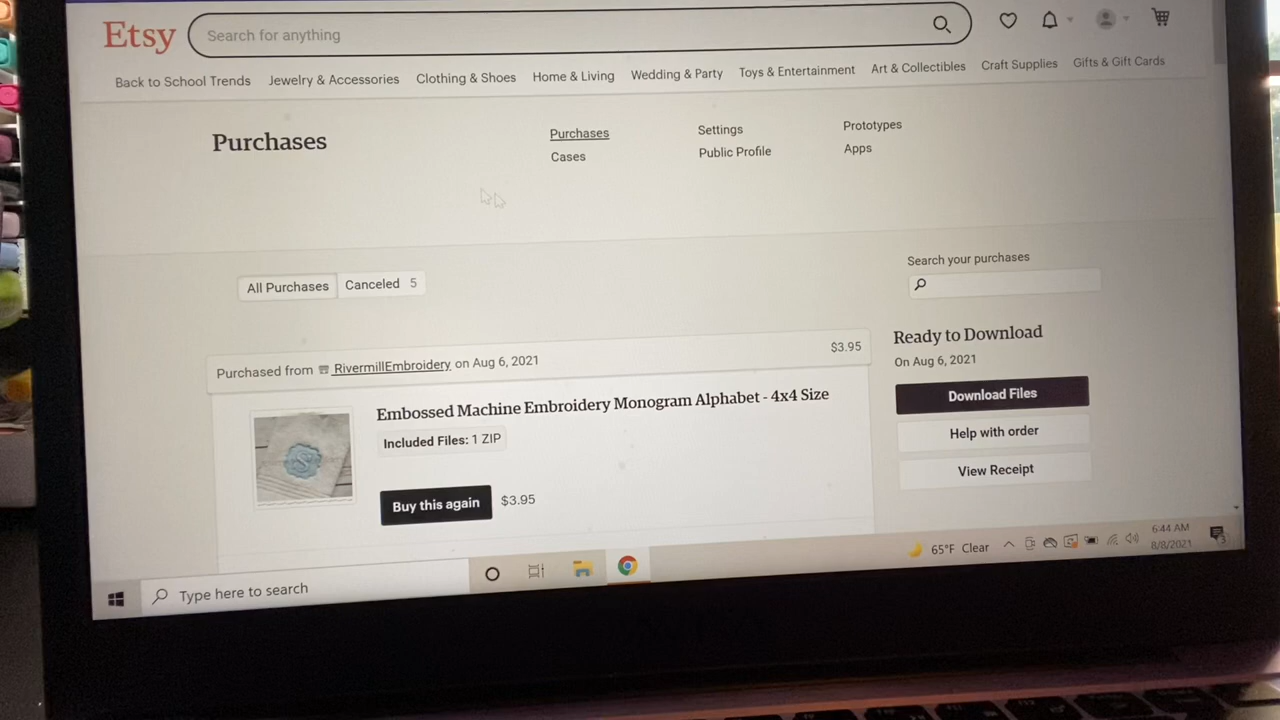 Etsy
Search for anything
Back to School Trends Jewelry & Accessories Clothing & Shoes Home & Living Wedding & Party Toys & Entertainment Art & Collectibles Craft Supplies Gifts & Gift Cards
Purchases
Purchases Settings Prototypes
Cases Public Profile Apps
All Purchases Canceled 5
Search your purchases
Purchased from RivermillEmbroidery on Aug 6, 2021 $3.95
Embossed Machine Embroidery Monogram Alphabet - 4x4 Size
Included Files: 1 ZIP
S
Buy this again $3.95
Ready to Download
On Aug 6, 2021
Download Files
Help with order
View Receipt
Type here to search
65°F Clear
6:44 AM
8/8/2021
3